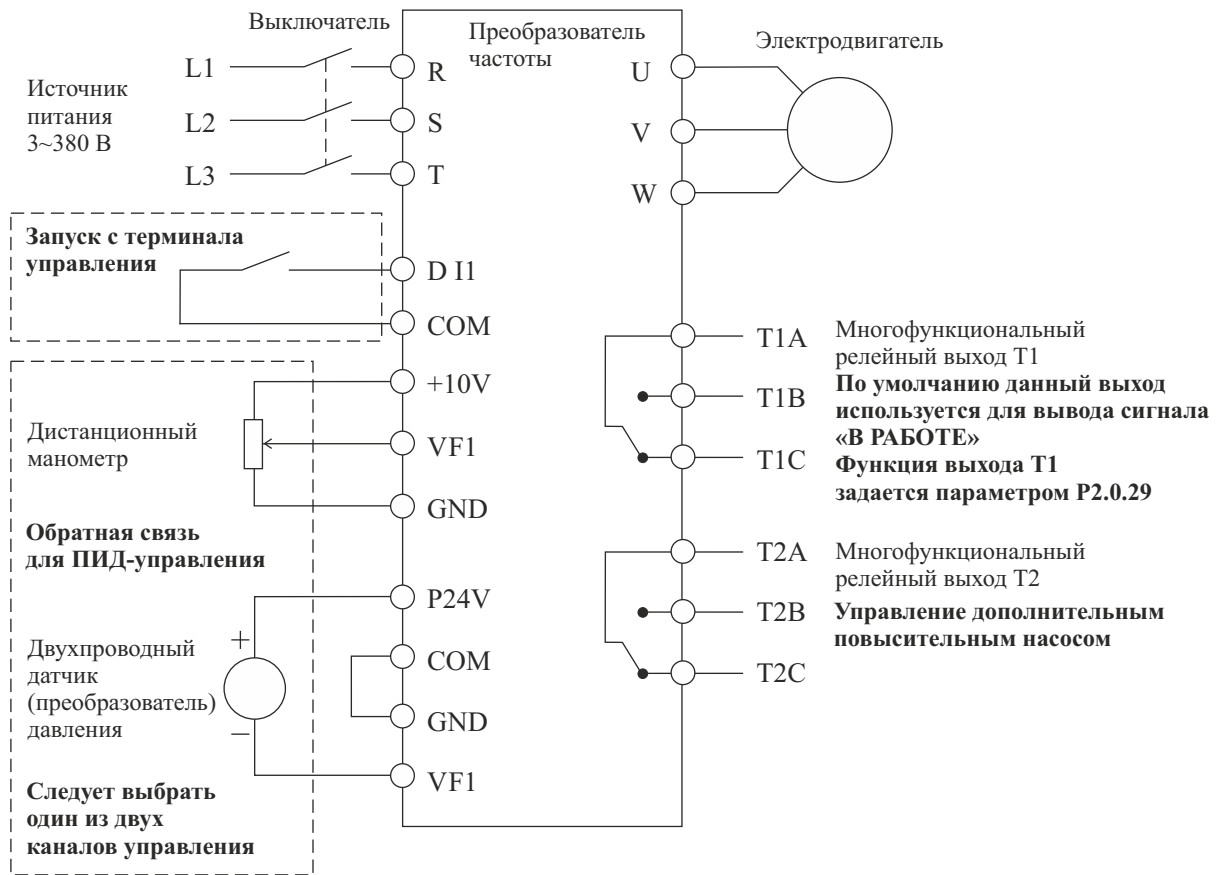 Выключатель
Преобразователь
частоты
Электродвигатель
Источник
питания
3~380 В
L1
L2
L3
R
S
T
U
V
W
Запуск с терминала
управления
D I1
COM
+10V
VF1
GND
Дистанционный
манометр
Обратная связь
для ПИД-управления
P24V
COM
GND
VF1
+
Двухпроводный
датчик
(преобразователь)
давления
−
Следует выбрать
один из двух
каналов управления
T1A
T1B
T1C
Многофункциональный
релейный выход T1
По умолчанию данный выход
используется для вывода сигнала
«В РАБОТЕ»
Функция выхода T1
задается параметром P2.0.29
T2A
T2B
T2C
Многофункциональный
релейный выход T2
Управление дополнительным
повысительным насосом